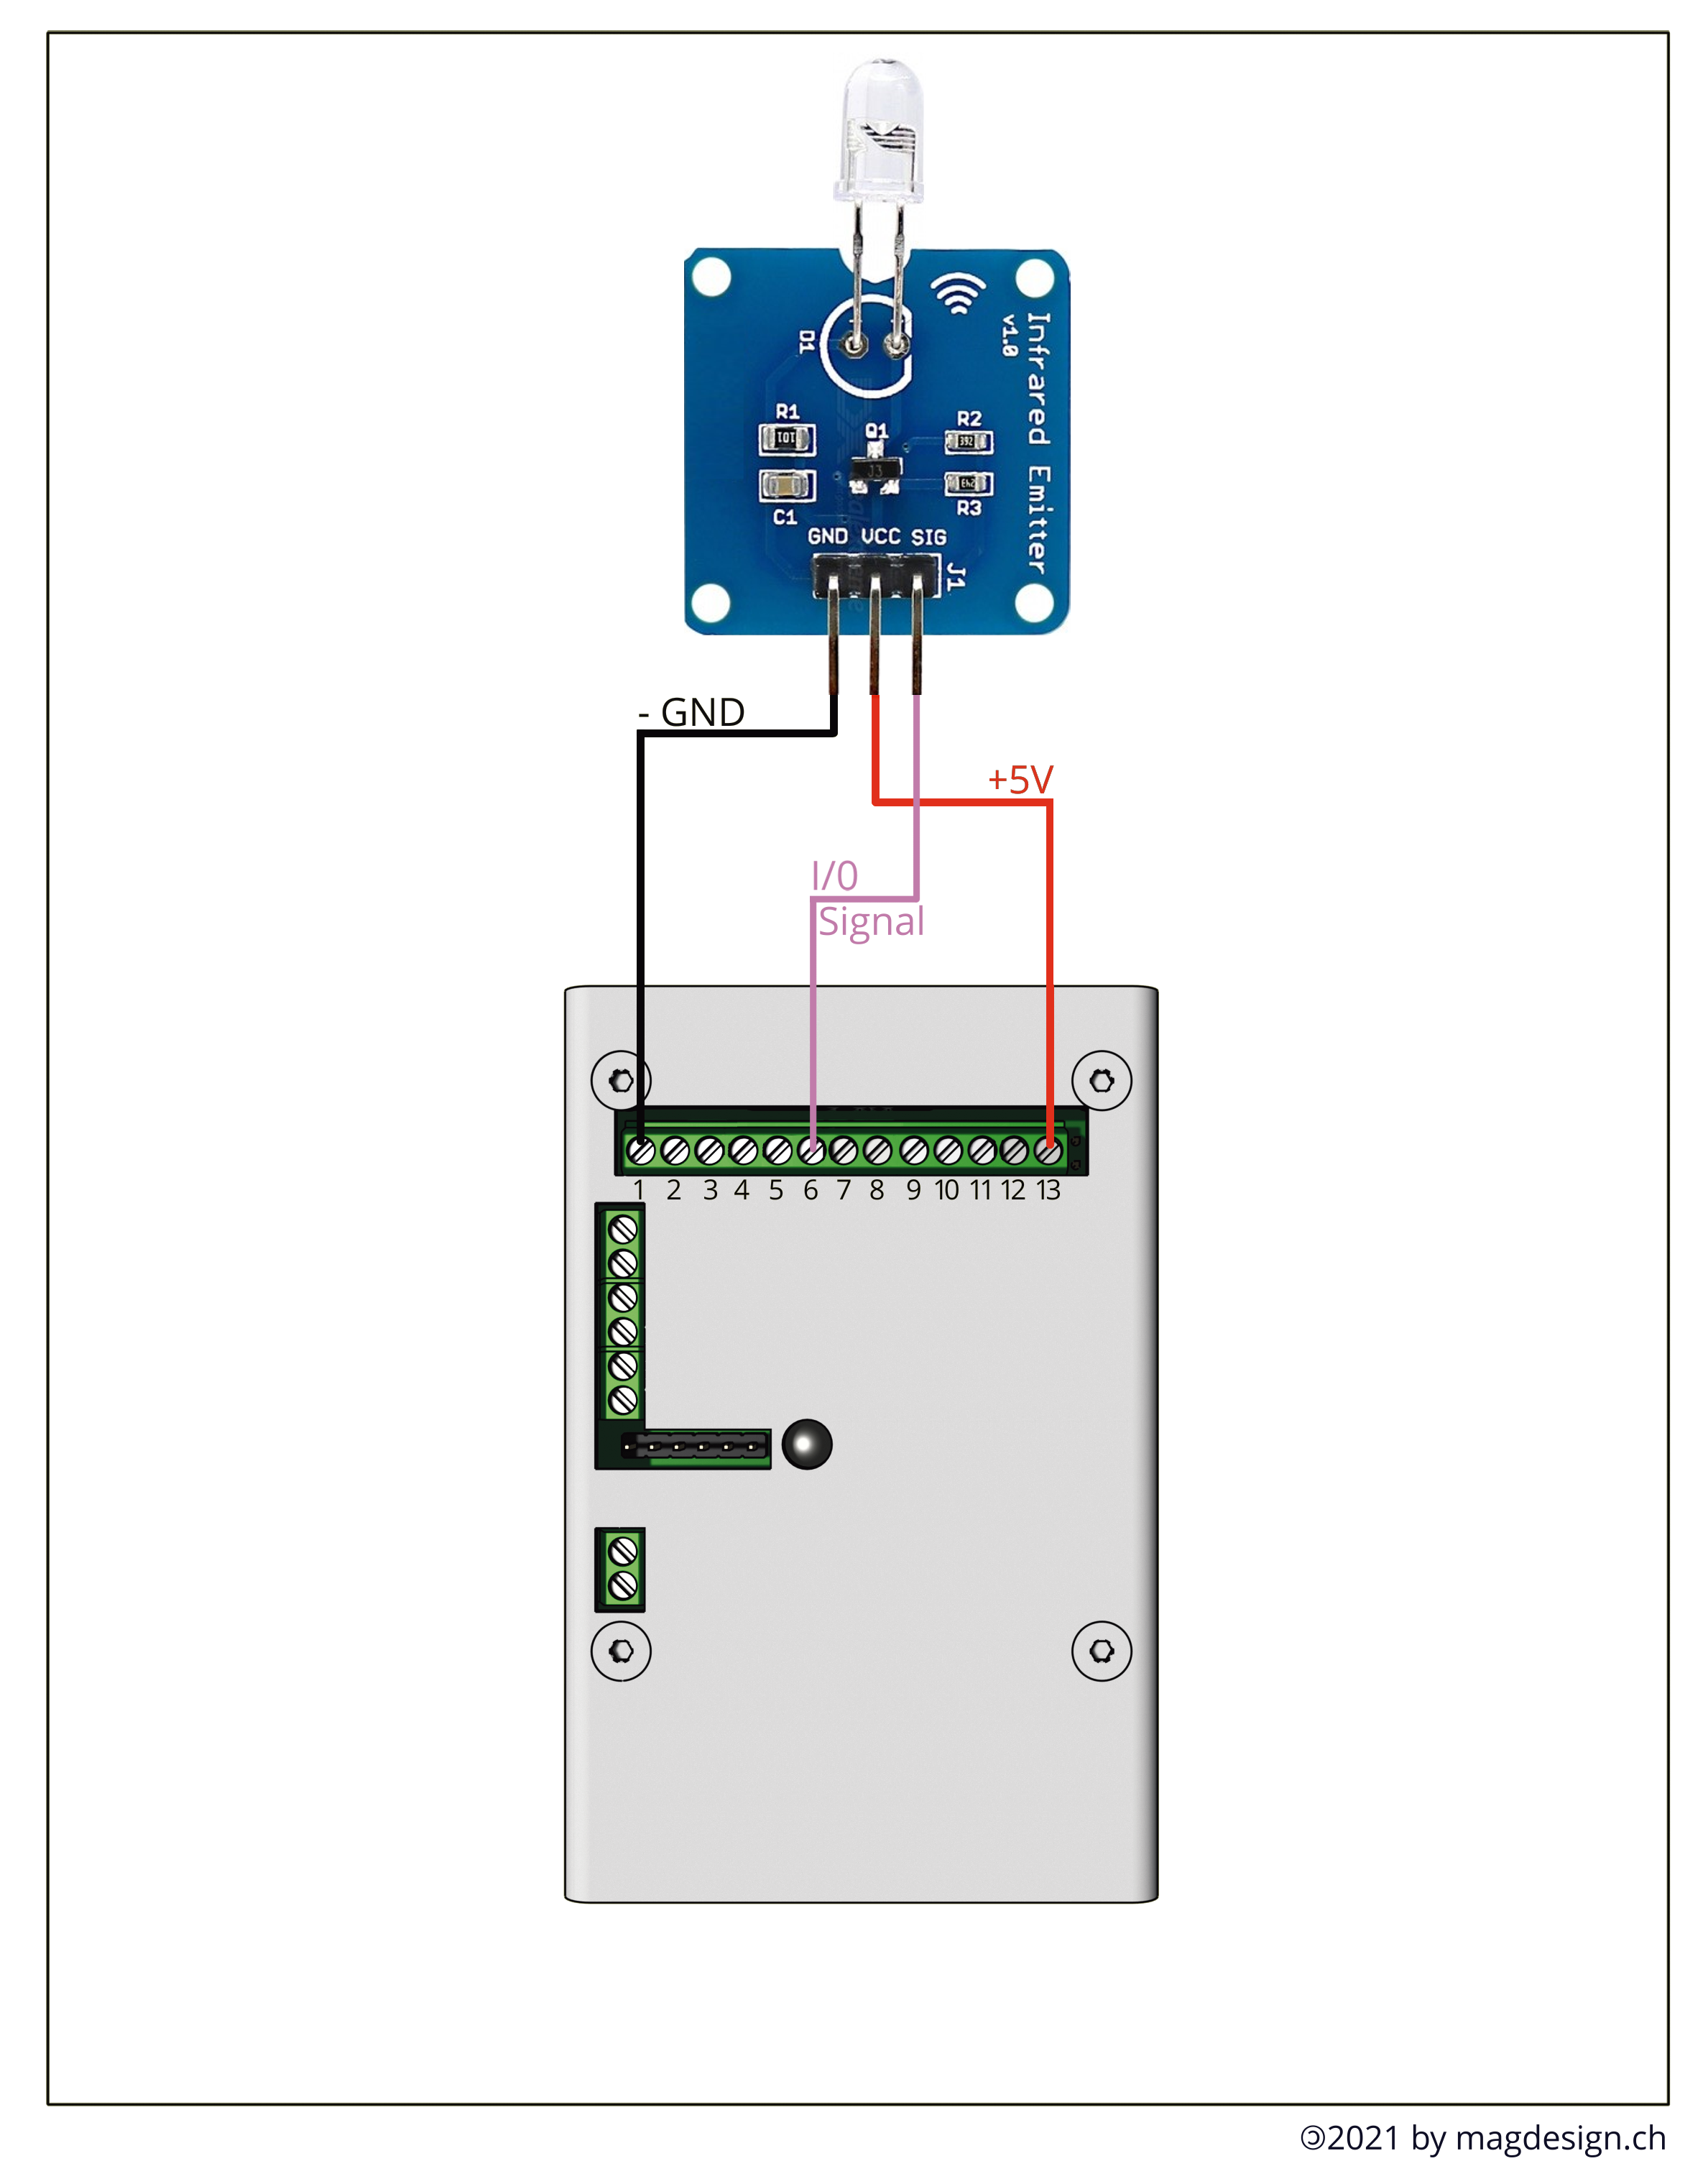 Infrared Emitter
v1.0
D1
R1
101
C1
Q1
J3
R2
392
R3
GND VCC SIG
J1
- GND
+5V
I/0
Signal
1 2 3 4 5 6 7 8 9 10 11 12 13
©2021 by magdesign.ch